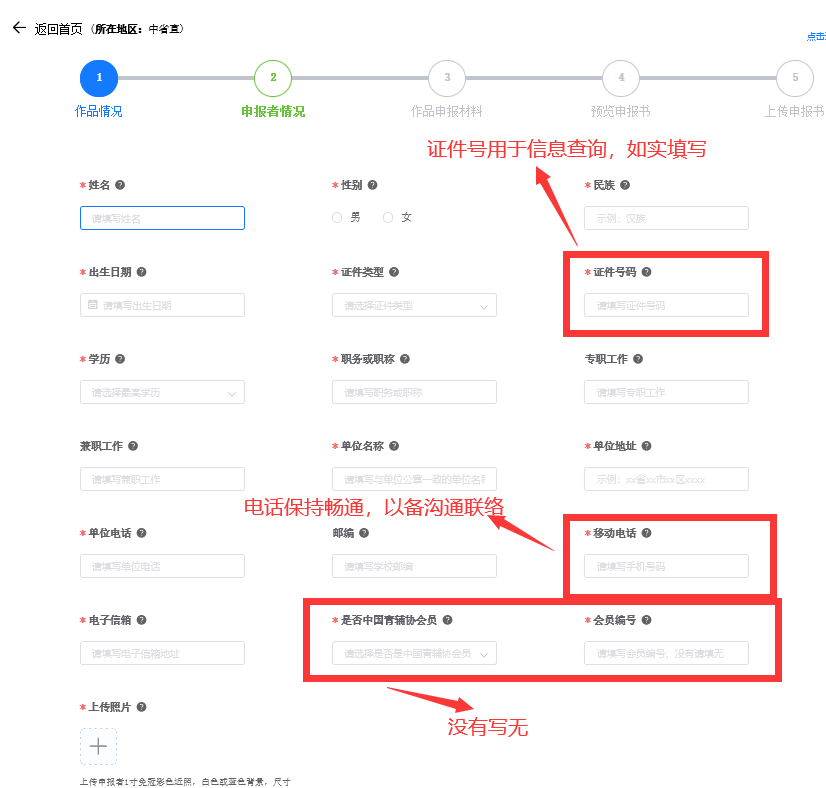 返回首页 (所在地区：中省直)
点击
1 2 3 4 5
作品情况 申报者情况 作品申报材料 预览申报书 上传申报书
证件号用于信息查询，如实填写
* 姓名 ? * 性别 ? * 民族 ?
请填写姓名 男 女 示例：汉族
* 出生日期 ? * 证件类型 ? * 证件号码 ?
请填写出生日期 请选择证件类型 请填写证件号码
* 学历 ? * 职务或职称 ? 专职工作 ?
请选择最高学历 请填写职务或职称 请填写专职工作
兼职工作 ? * 单位名称 ? * 单位地址 ?
请填写兼职工作 请填写与单位公章一致的单位名称 示例：xx省xx市xx区xxxx
电话保持畅通，以备沟通联络
* 单位电话 ? 邮编 ? * 移动电话 ?
请填写单位电话 请填写学校邮编 请填写手机号码
* 电子信箱 ? * 是否中国青辅协会员 ? * 会员编号 ?
请填写电子信箱地址 请选择是否是中国青辅协会员 请填写会员编号，没有请填无
* 上传照片 ?
没有写无
上传申报者1寸免冠彩色近照，白色或蓝色背景，尺寸